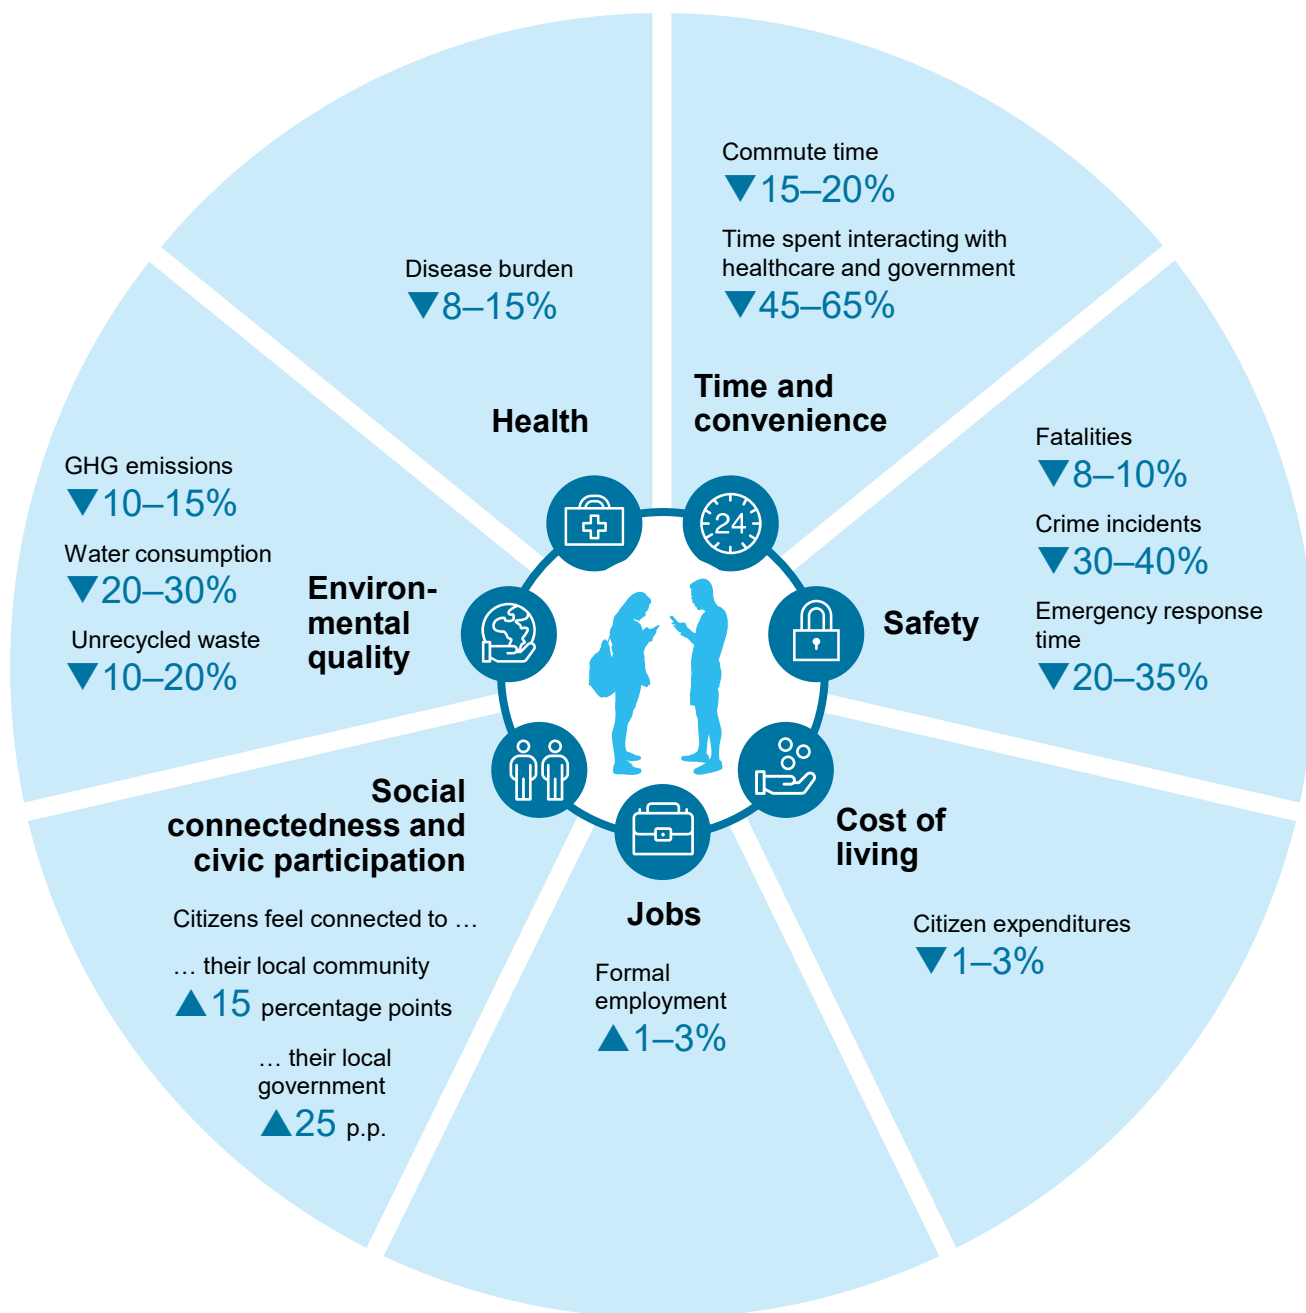 Commute time
▼15–20%
Time spent interacting with
healthcare and government
▼45–65%
Time and
convenience
24
Fatalities
▼8–10%
Crime incidents
▼30–40%
Emergency response
time
▼20–35%
Safety
Cost of
living
Citizen expenditures
▼1–3%
Jobs
Formal
employment
▲1–3%
Social
connectedness and
civic participation
Citizens feel connected to …
… their local community
▲15 percentage points
… their local
government
▲25 p.p.
GHG emissions
▼10–15%
Water consumption
▼20–30%
Unrecycled waste
▼10–20%
Environ-
mental
quality
Disease burden
▼8–15%
Health